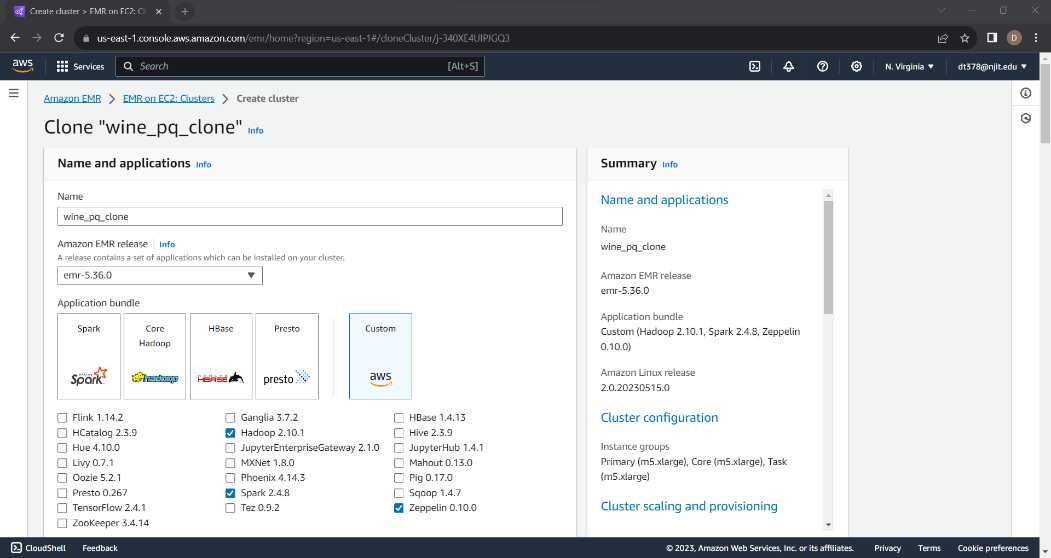 Create cluster > EMR on EC2: Cl
us-east-1.console.aws.amazon.com/emr/home?region=us-east-1#/cloneCluster/j-340XE4UIPJGQ3
D
aws
Services
Search
[Alt+S]
N. Virginia
dt378@njit.edu
Amazon EMR > EMR on EC2: Clusters > Create cluster
Clone "wine_pq_clone" Info
Name and applications Info
Name
wine_pq_clone
Amazon EMR release Info
A release contains a set of applications which can be installed on your cluster.
emr-5.36.0
Application bundle
Spark
APACHE Spark
Core Hadoop
hadoop
HBase
HBASE
Presto
presto
Custom
aws
Flink 1.14.2
Ganglia 3.7.2
HBase 1.4.13
HCatalog 2.3.9
Hadoop 2.10.1
Hive 2.3.9
Hue 4.10.0
JupyterEnterpriseGateway 2.1.0
JupyterHub 1.4.1
Livy 0.7.1
MXNet 1.8.0
Mahout 0.13.0
Oozie 5.2.1
Phoenix 4.14.3
Pig 0.17.0
Presto 0.267
Spark 2.4.8
Sqoop 1.4.7
TensorFlow 2.4.1
Tez 0.9.2
Zeppelin 0.10.0
ZooKeeper 3.4.14
Summary Info
Name and applications
Name
wine_pq_clone
Amazon EMR release
emr-5.36.0
Application bundle
Custom (Hadoop 2.10.1, Spark 2.4.8, Zeppelin
0.10.0)
Amazon Linux release
2.0.20230515.0
Cluster configuration
Instance groups
Primary (m5.xlarge), Core (m5.xlarge), Task
(m5.xlarge)
Cluster scaling and provisioning
CloudShell
Feedback
© 2023, Amazon Web Services, Inc. or its affiliates.
Privacy
Terms
Cookie preferences